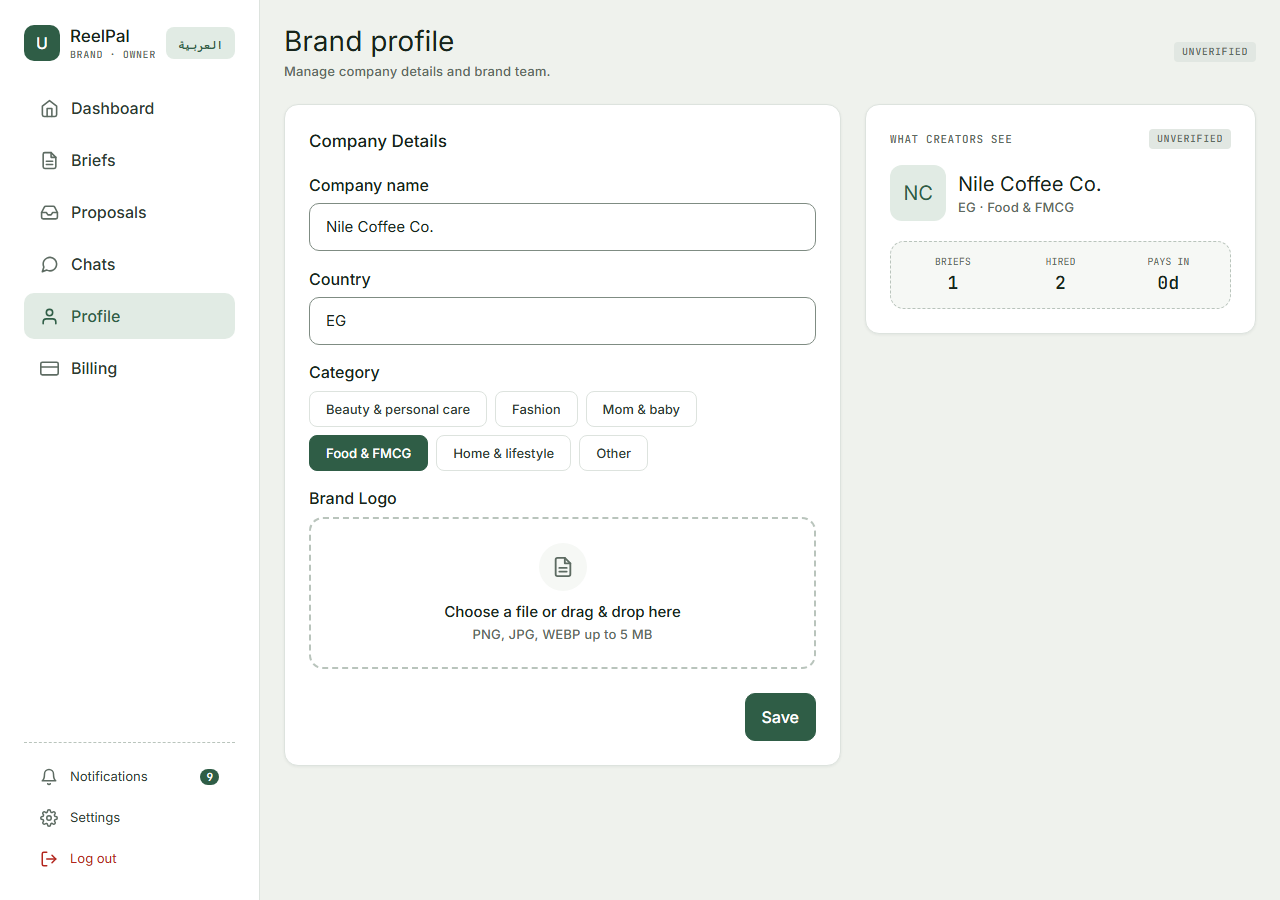 U
ReelPal
BRAND · OWNER
العربية
Dashboard
Briefs
Proposals
Chats
Profile
Billing
Notifications
9
Settings
Log out
Brand profile
Manage company details and brand team.
UNVERIFIED
Company Details
Company name
Nile Coffee Co.
Country
EG
Category
Beauty & personal care
Fashion
Mom & baby
Food & FMCG
Home & lifestyle
Other
Brand Logo
Choose a file or drag & drop here
PNG, JPG, WEBP up to 5 MB
Save
WHAT CREATORS SEE
UNVERIFIED
NC
Nile Coffee Co.
EG · Food & FMCG
BRIEFS
1
HIRED
2
PAYS IN
0d